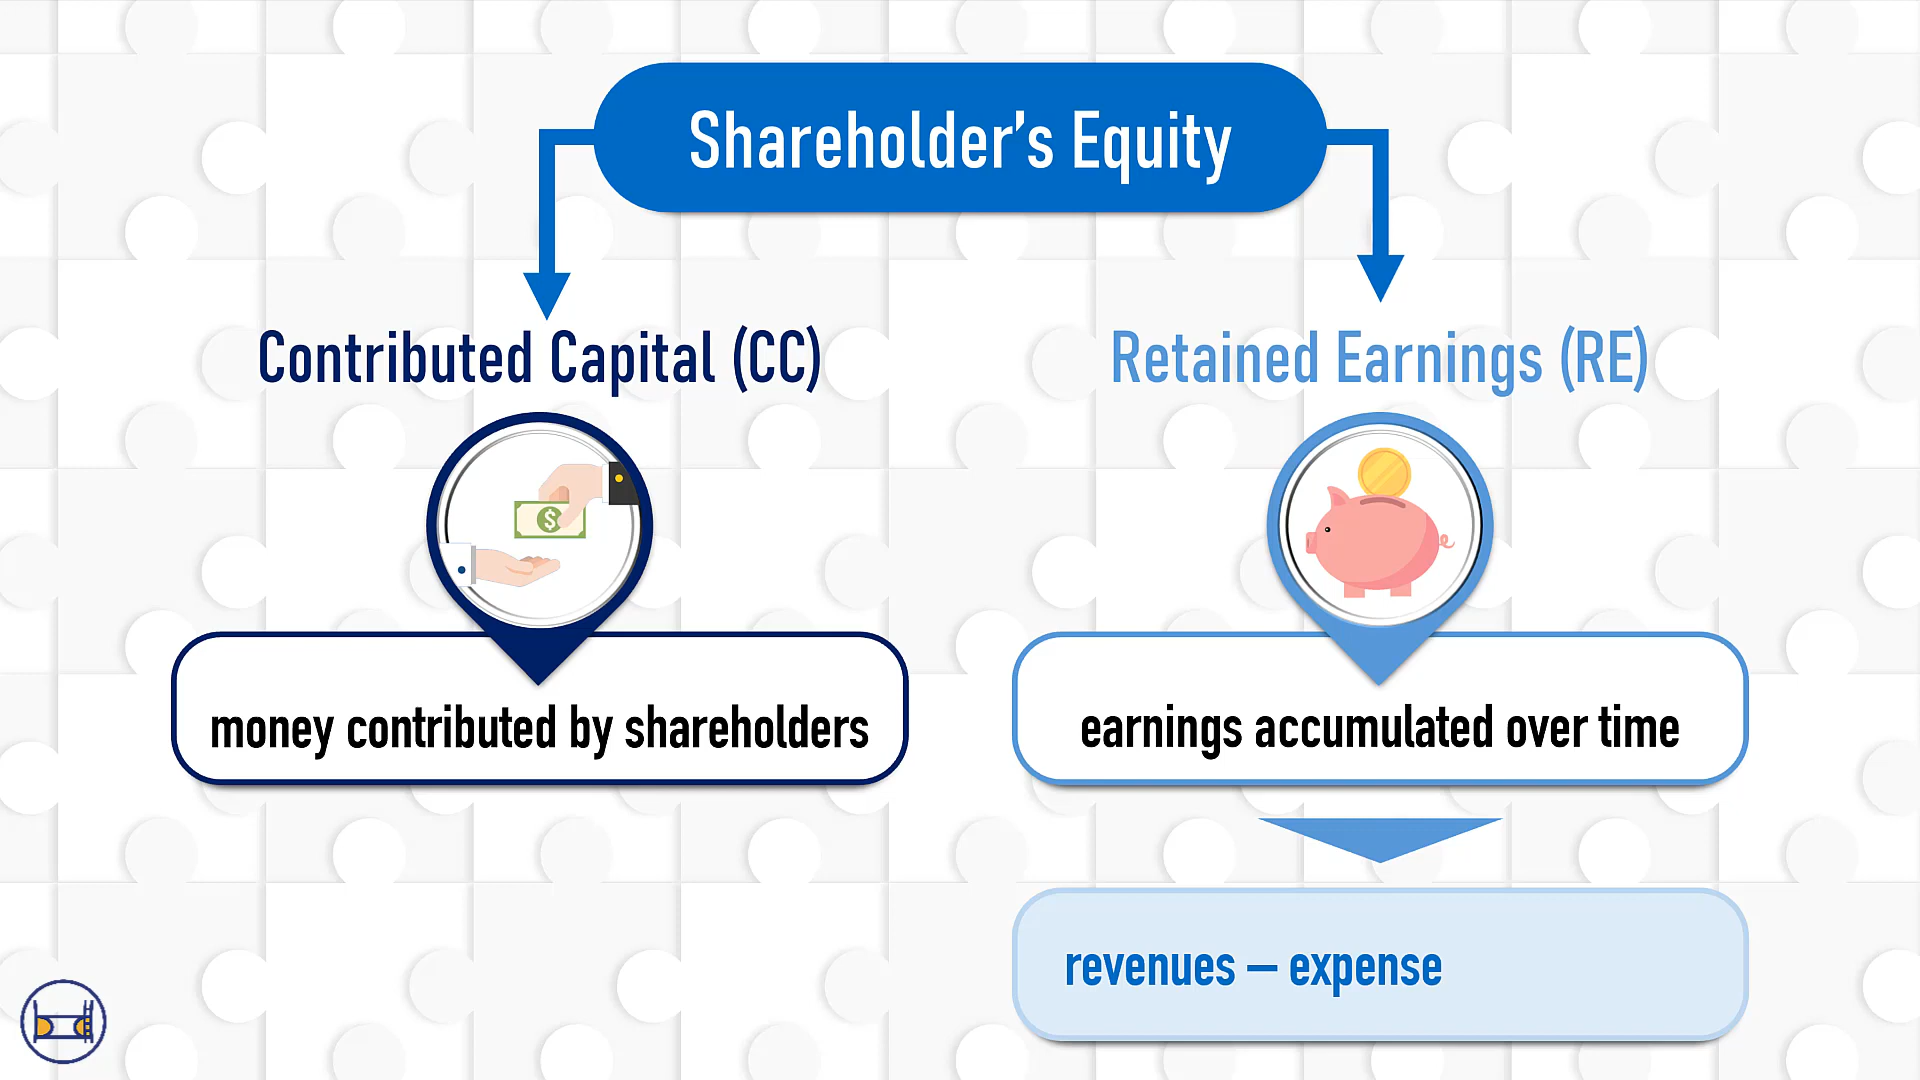 Shareholder’s Equity
Contributed Capital (CC)
Retained Earnings (RE)
$
money contributed by shareholders
earnings accumulated over time
revenues – expense